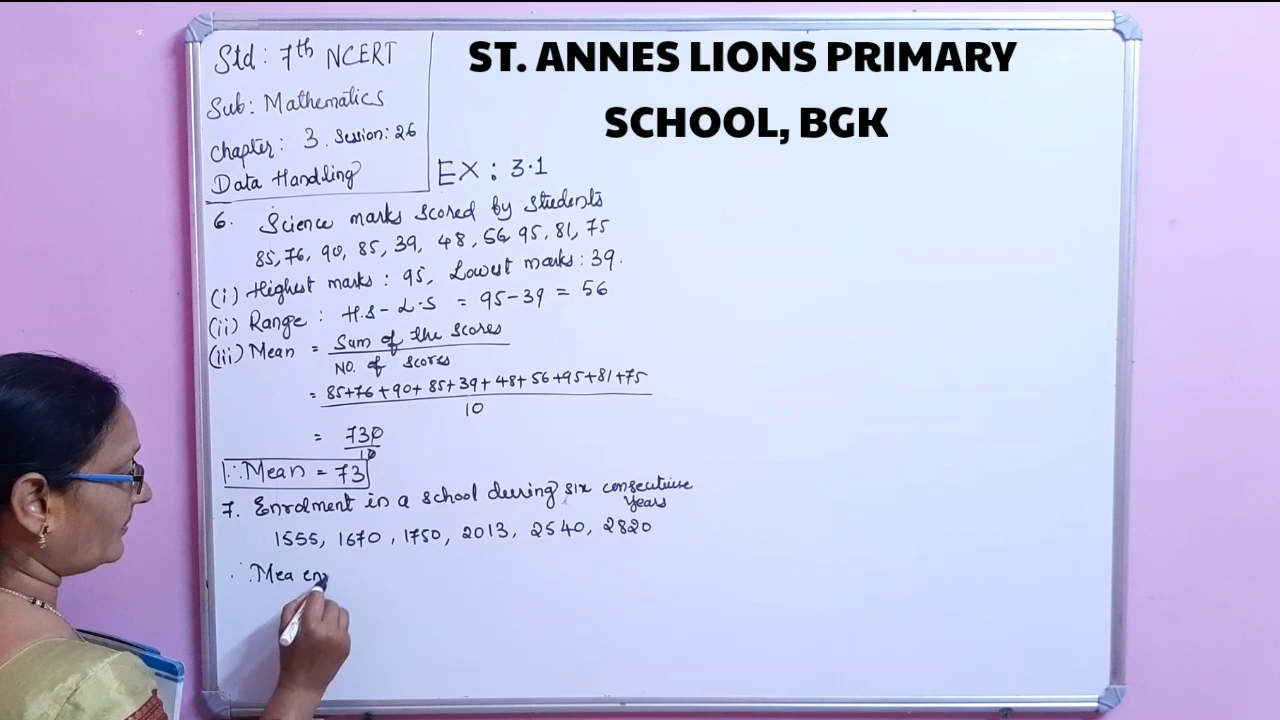 ST. ANNES LIONS PRIMARY
SCHOOL, BGK
Std: 7th NCERT
Sub: Mathematics
Chapter: 3. Session: 26
Data Handling
EX: 3.1
6. Science marks scored by students
85, 76, 90, 85, 39, 48, 56 95, 81, 75
(i) Highest marks: 95, Lowest marks: 39.
(ii) Range: H.S - L.S = 95-39 = 56
(iii) Mean = Sum of the scores
No. of scores
= 85+76+90+85+39+48+56+95+81+75
10
= 730
10
∴ Mean = 73
7. Enrolment in a school during six consecutive
years
1555, 1670, 1750, 2013, 2540, 2820
∴ Mea en